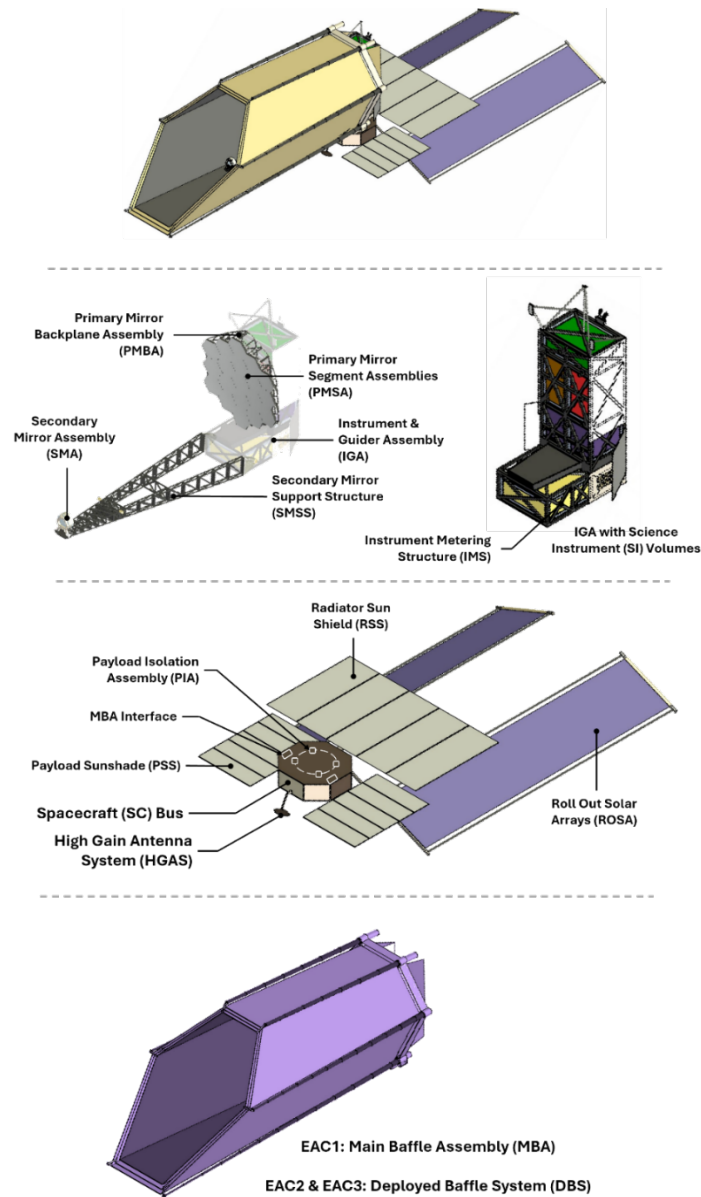 Primary Mirror
Backplane Assembly
(PMBA)
Primary Mirror
Segment Assemblies
(PMSA)
Secondary
Mirror Assembly
(SMA)
Instrument &
Guider Assembly
(IGA)
Secondary Mirror
Support Structure
(SMSS)
Instrument Metering
Structure (IMS)
IGA with Science
Instrument (SI) Volumes
Radiator Sun
Shield (RSS)
Payload Isolation
Assembly (PIA)
MBA Interface
Payload Sunshade (PSS)
Spacecraft (SC) Bus
High Gain Antenna
System (HGAS)
Roll Out Solar
Arrays (ROSA)
EAC1: Main Baffle Assembly (MBA)
EAC2 & EAC3: Deployed Baffle System (DBS)